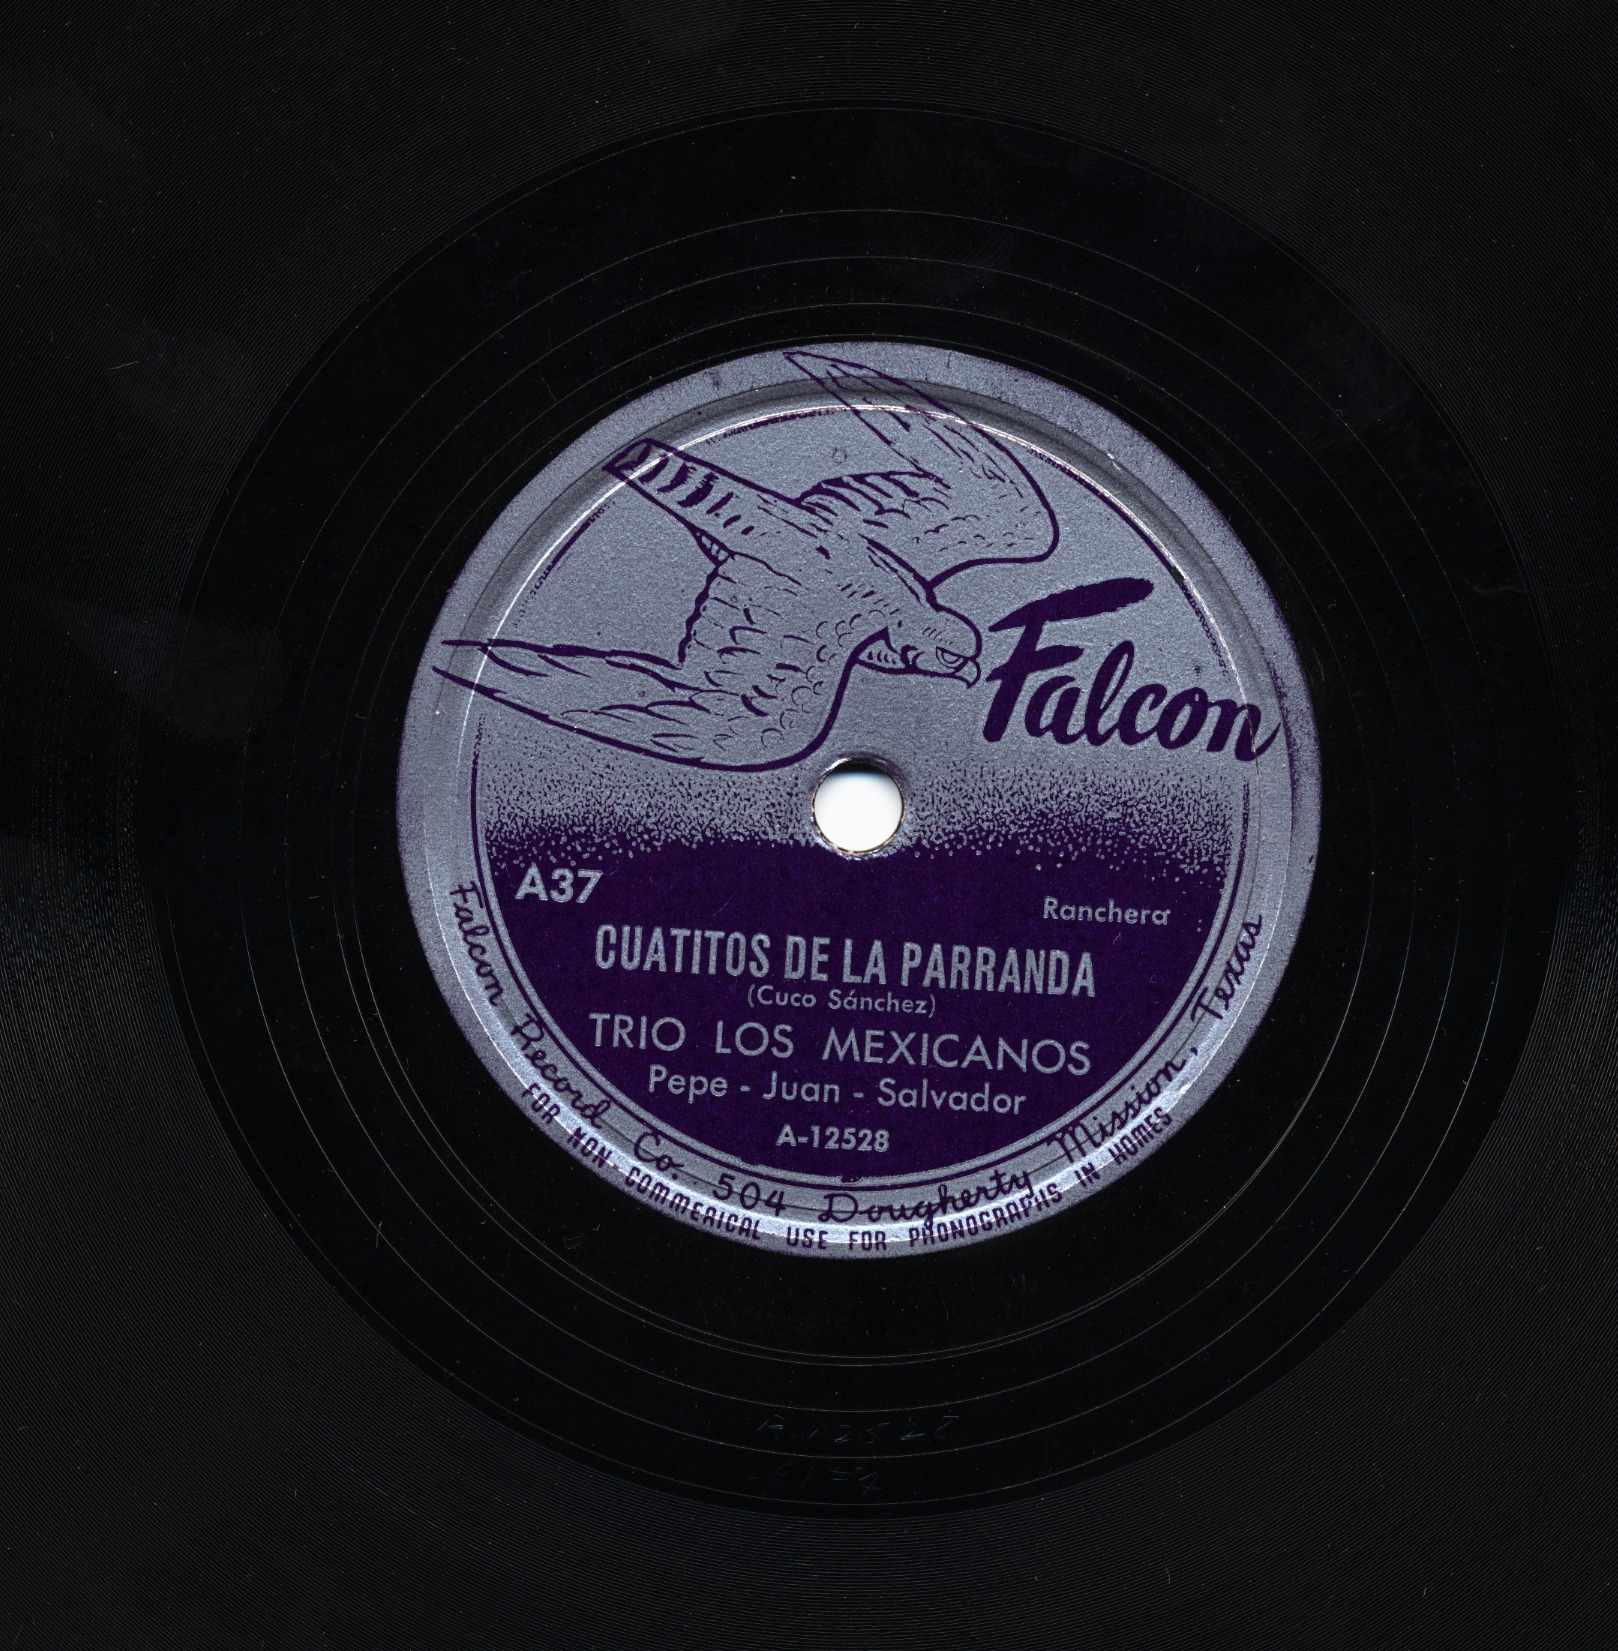 Falcon
A37
Ranchera
CUATITOS DE LA PARRANDA
(Cuco Sánchez)
TRIO LOS MEXICANOS
Pepe - Juan - Salvador
A-12528
Falcon Record Co. 504 Dougherty Mission, Texas
FOR NON-COMMERICAL USE FOR PHONOGRAPHS IN HOMES